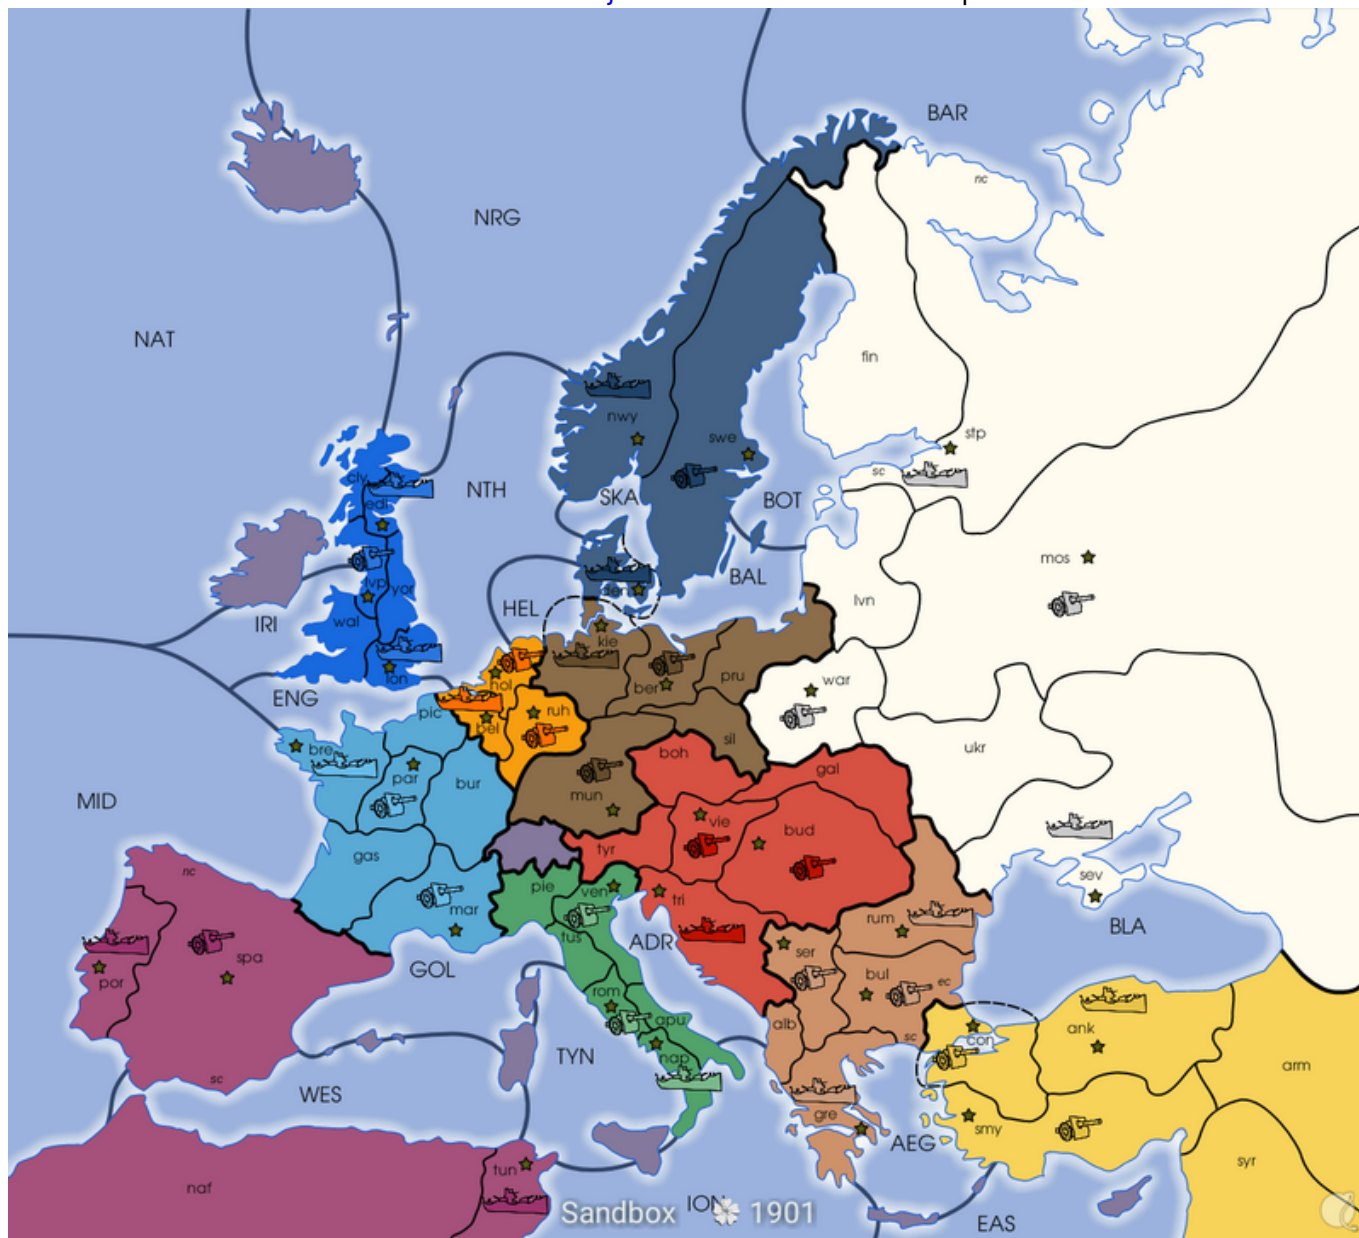 BAR
nc
NRG
NAT
fin
nwy
swe
stp
sc
cly
NTH
SKA
BOT
edi
mos
lvp
yor
den
BAL
lvn
HEL
IRI
wal
kie
hol
ber
pru
war
lon
ENG
pic
bel
ruh
sil
ukr
bre
par
bur
boh
gal
MID
mun
vie
bud
gas
tyr
nc
pie
ven
tri
sev
mar
rum
BLA
spa
tus
ADR
ser
por
GOL
bul
ec
rom
apu
alb
sc
con
ank
TYN
nap
arm
sc
WES
gre
smy
AEG
tun
syr
naf
ION
Sandbox 1901
EAS